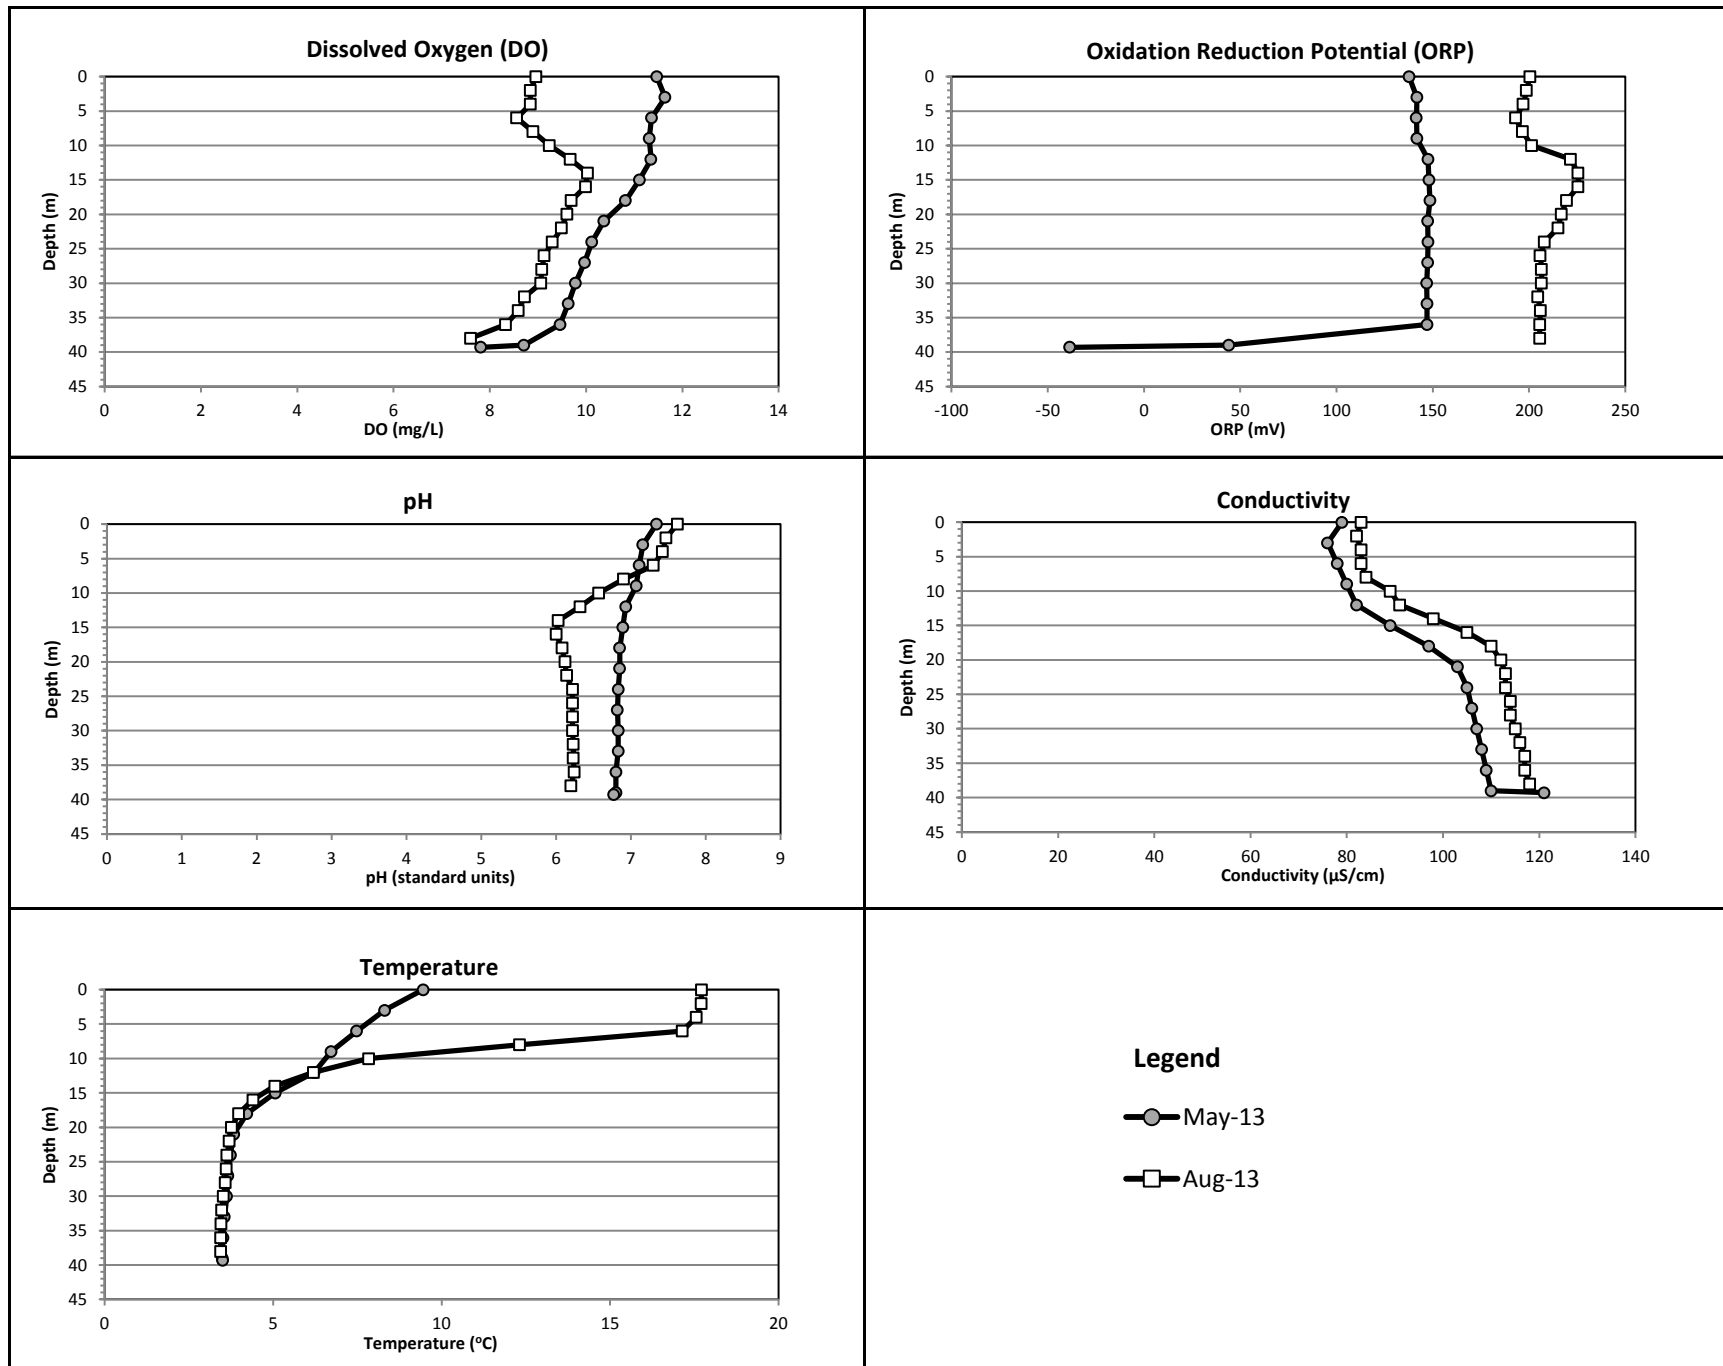 Dissolved Oxygen (DO)
0
5
10
15
20
25
30
35
40
45
Depth (m)
0 2 4 6 8 10 12 14
DO (mg/L)
Oxidation Reduction Potential (ORP)
0
5
10
15
20
25
30
35
40
45
Depth (m)
-100 -50 0 50 100 150 200 250
ORP (mV)
pH
0
5
10
15
20
25
30
35
40
45
Depth (m)
0 1 2 3 4 5 6 7 8 9
pH (standard units)
Conductivity
0
5
10
15
20
25
30
35
40
45
Depth (m)
0 20 40 60 80 100 120 140
Conductivity (µS/cm)
Temperature
0
5
10
15
20
25
30
35
40
45
Depth (m)
0 5 10 15 20
Temperature (°C)
Legend
May-13
Aug-13